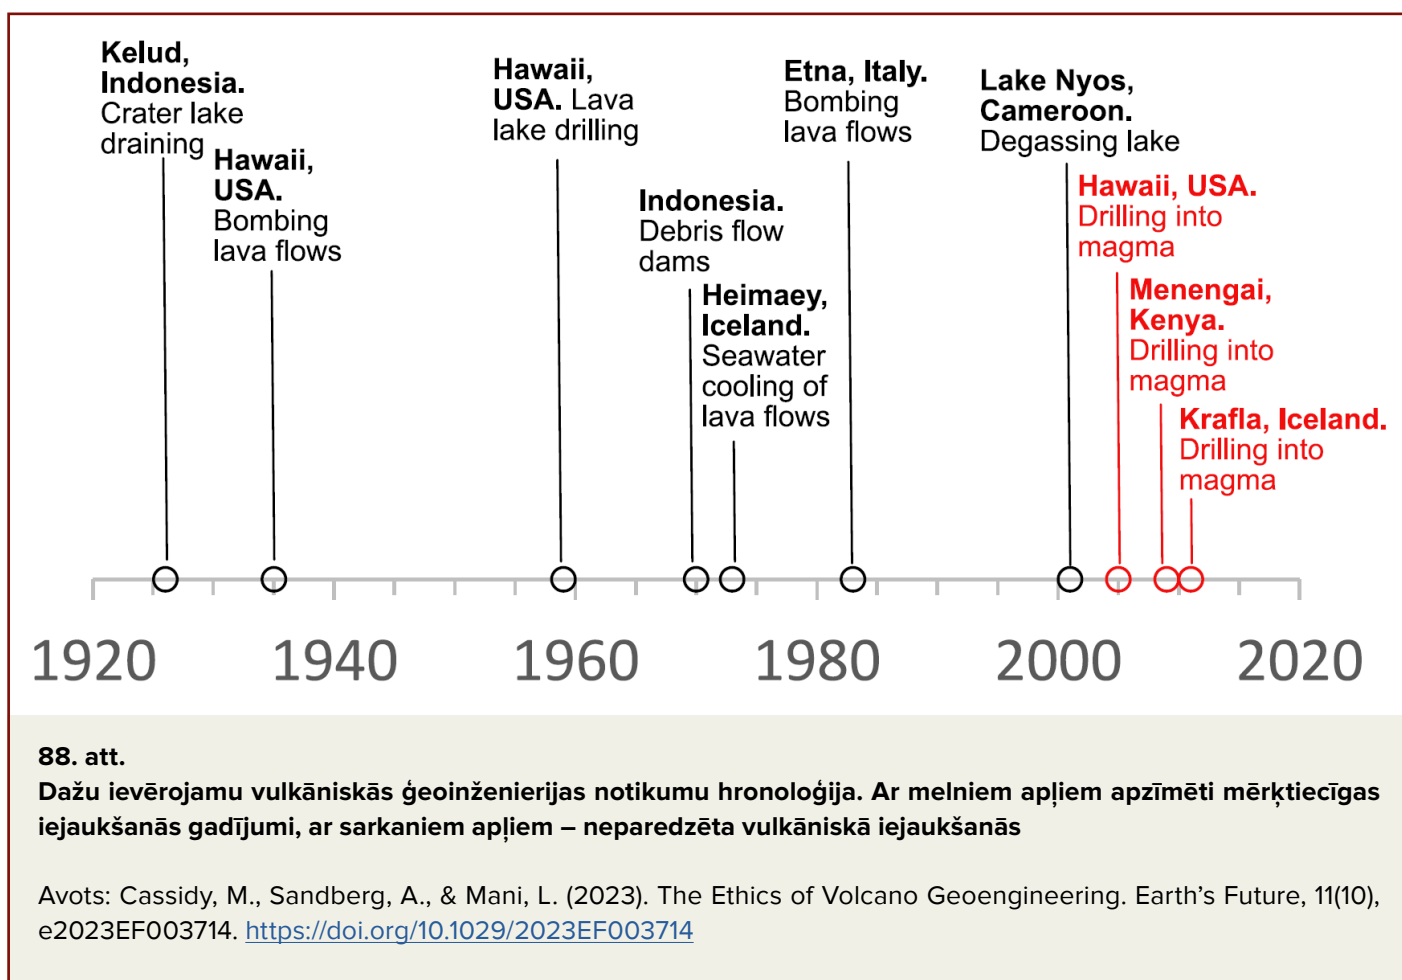 Kelud,
Indonesia.
Crater lake
draining
Hawaii,
USA.
Bombing
lava flows
Hawaii,
USA. Lava
lake drilling
Indonesia.
Debris flow
dams
Heimaey,
Iceland.
Seawater
cooling of
lava flows
Etna, Italy.
Bombing
lava flows
Lake Nyos,
Cameroon.
Degassing lake
Hawaii, USA.
Drilling into
magma
Menengai,
Kenya.
Drilling into
magma
Krafla, Iceland.
Drilling into
magma
1920 1940 1960 1980 2000 2020
88. att.
Dažu ievērojamu vulkāniskās ģeoinženierijas notikumu hronoloģija. Ar melniem apļiem apzīmēti mērķtiecīgas
iejaukšanās gadījumi, ar sarkaniem apļiem – neparedzēta vulkāniskā iejaukšanās
Avots: Cassidy, M., Sandberg, A., & Mani, L. (2023). The Ethics of Volcano Geoengineering. Earth’s Future, 11(10),
e2023EF003714. https://doi.org/10.1029/2023EF003714